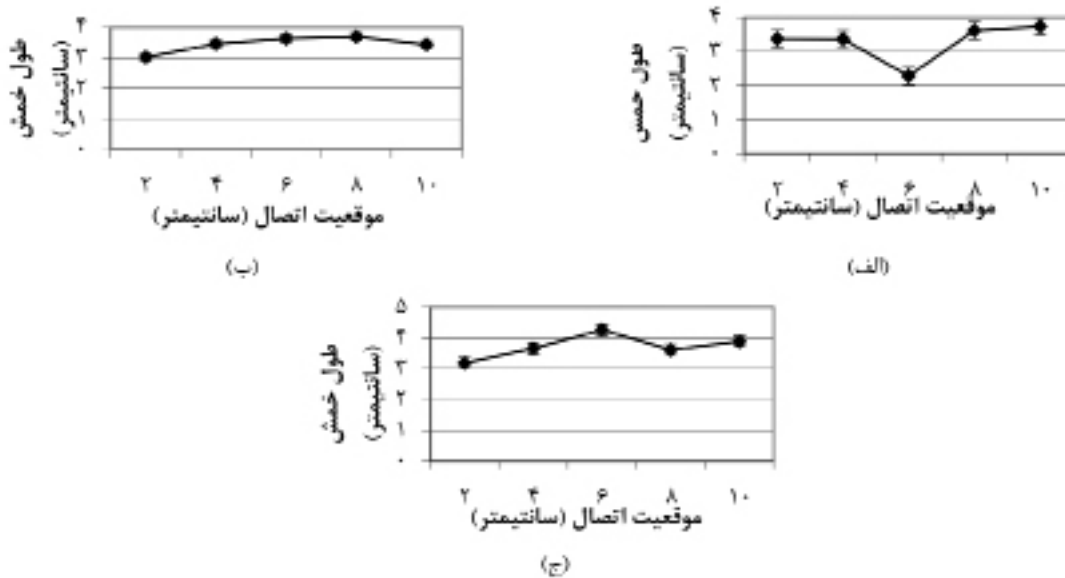 ۴
۳
۲
۱
۰
طول خمس
(سانتیمتر)
۲ ۴ ۶ ۸ ۱۰
موقعیت اتصال (سانتیمتر)
(الف)
۴
۳
۲
۱
۰
طول خمش
(سانتیمتر)
۲ ۴ ۶ ۸ ۱۰
موقعیت اتصال (سانتیمتر)
(ب)
۵
۴
۳
۲
۱
۰
طول خمش
(سانتیمتر)
۲ ۴ ۶ ۸ ۱۰
موقعیت اتصال (سانتیمتر)
(ج)